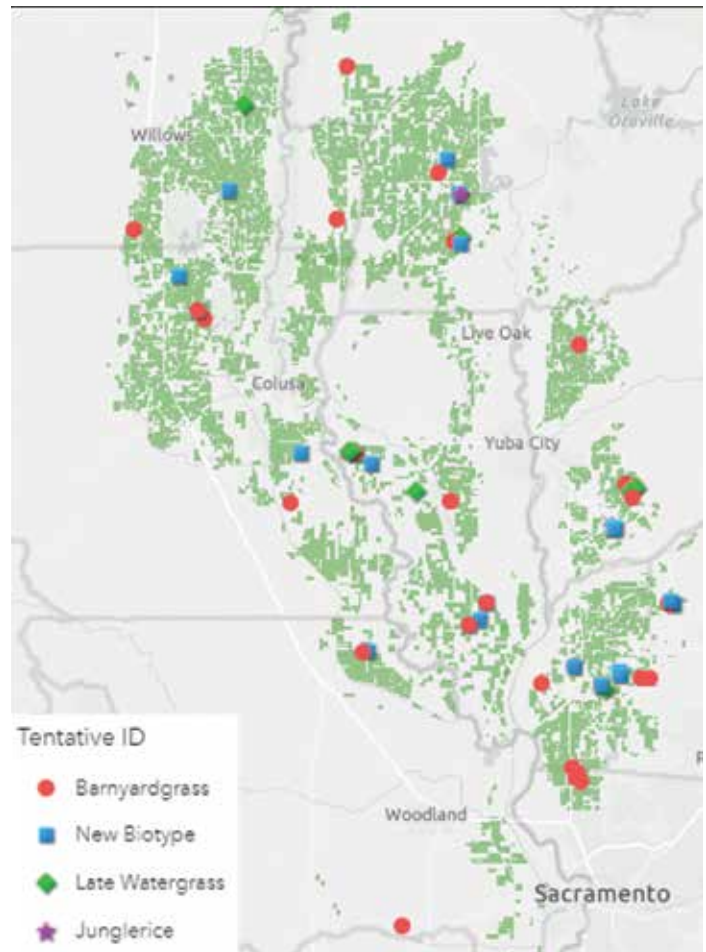 Lake
Oroville
Willows
Live Oak
Colusa
Yuba City
Tentative ID
Barnyardgrass
New Biotype
Late Watergrass
Junglerice
Woodland
Sacramento
R